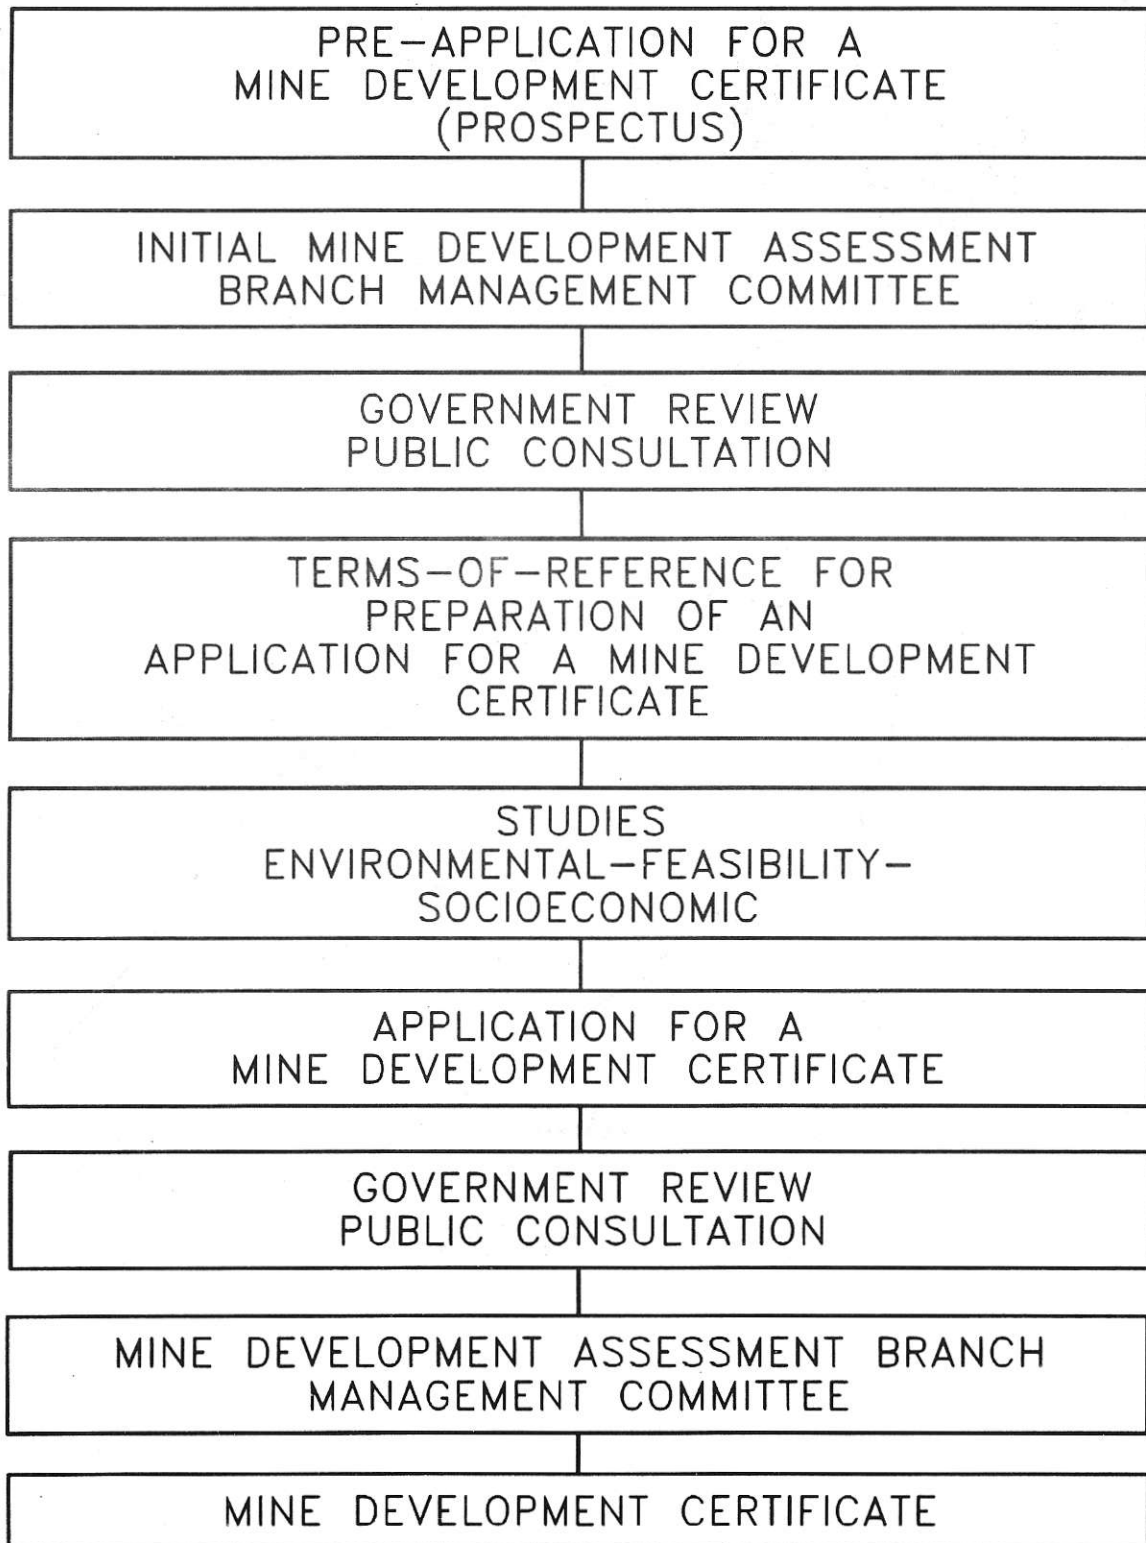 PRE-APPLICATION FOR A
MINE DEVELOPMENT CERTIFICATE
(PROSPECTUS)
INITIAL MINE DEVELOPMENT ASSESSMENT
BRANCH MANAGEMENT COMMITTEE
GOVERNMENT REVIEW
PUBLIC CONSULTATION
TERMS-OF-REFERENCE FOR
PREPARATION OF AN
APPLICATION FOR A MINE DEVELOPMENT
CERTIFICATE
STUDIES
ENVIRONMENTAL-FEASIBILITY-
SOCIOECONOMIC
APPLICATION FOR A
MINE DEVELOPMENT CERTIFICATE
GOVERNMENT REVIEW
PUBLIC CONSULTATION
MINE DEVELOPMENT ASSESSMENT BRANCH
MANAGEMENT COMMITTEE
MINE DEVELOPMENT CERTIFICATE